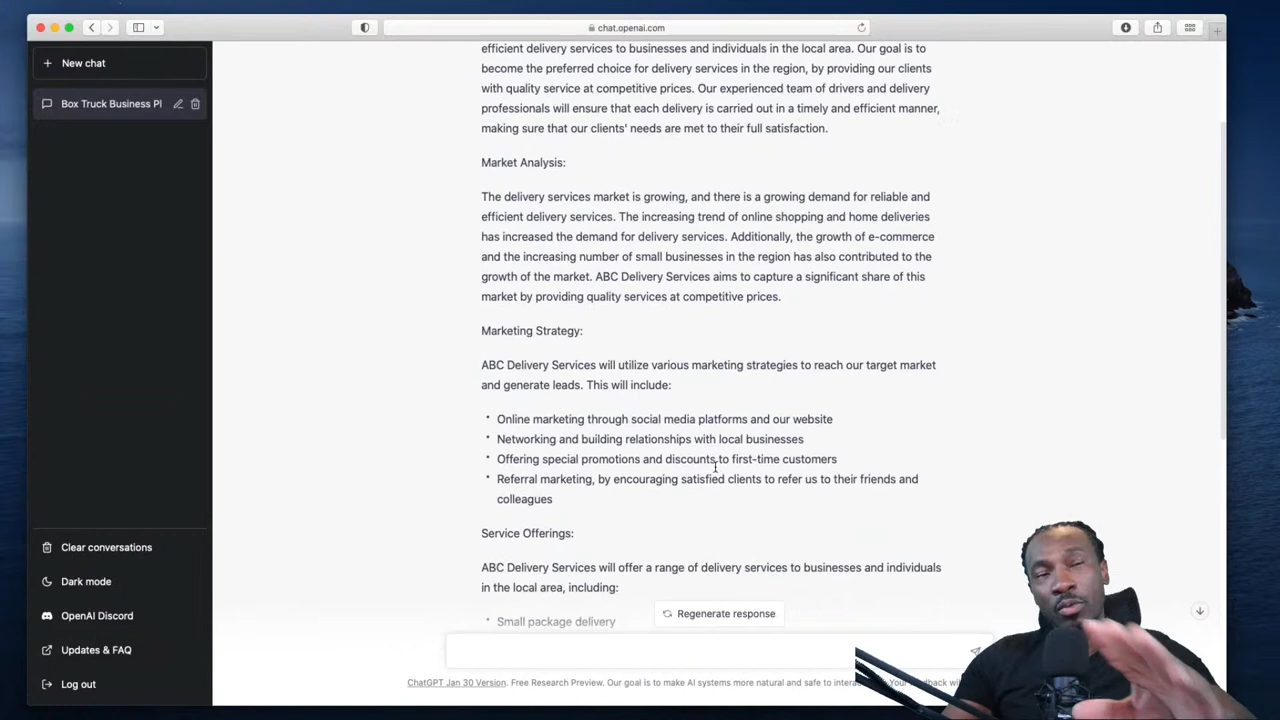 chat.openai.com
New chat
Box Truck Business Pl
efficient delivery services to businesses and individuals in the local area. Our goal is to
become the preferred choice for delivery services in the region, by providing our clients
with quality service at competitive prices. Our experienced team of drivers and delivery
professionals will ensure that each delivery is carried out in a timely and efficient manner,
making sure that our clients' needs are met to their full satisfaction.
Market Analysis:
The delivery services market is growing, and there is a growing demand for reliable and
efficient delivery services. The increasing trend of online shopping and home deliveries
has increased the demand for delivery services. Additionally, the growth of e-commerce
and the increasing number of small businesses in the region has also contributed to the
growth of the market. ABC Delivery Services aims to capture a significant share of this
market by providing quality services at competitive prices.
Marketing Strategy:
ABC Delivery Services will utilize various marketing strategies to reach our target market
and generate leads. This will include:
• Online marketing through social media platforms and our website
• Networking and building relationships with local businesses
• Offering special promotions and discounts to first-time customers
• Referral marketing, by encouraging satisfied clients to refer us to their friends and
colleagues
Service Offerings:
ABC Delivery Services will offer a range of delivery services to businesses and individuals
in the local area, including:
• Small package delivery
Regenerate response
Clear conversations
Dark mode
OpenAI Discord
Updates & FAQ
Log out
ChatGPT Jan 30 Version. Free Research Preview. Our goal is to make AI systems more natural and safe to interac Your feedback will